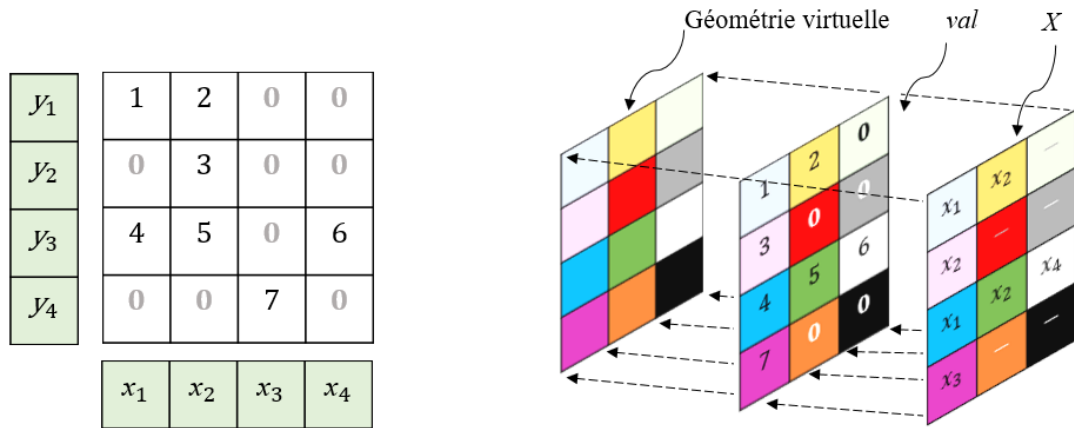 Géométrie virtuelle val X
y₁ 1 2 0 0
y₂ 0 3 0 0
y₃ 4 5 0 6
y₄ 0 0 7 0
x₁ x₂ x₃ x₄
1 2 0
3 0 0
4 5 6
7 0 0
x₁ x₂ —
x₂ — —
x₁ x₂ x₄
x₃ — —